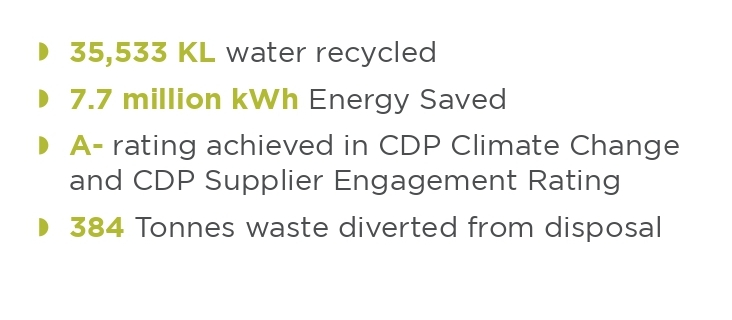 35,533 KL water recycled
7.7 million kWh Energy Saved
A- rating achieved in CDP Climate Change
and CDP Supplier Engagement Rating
384 Tonnes waste diverted from disposal